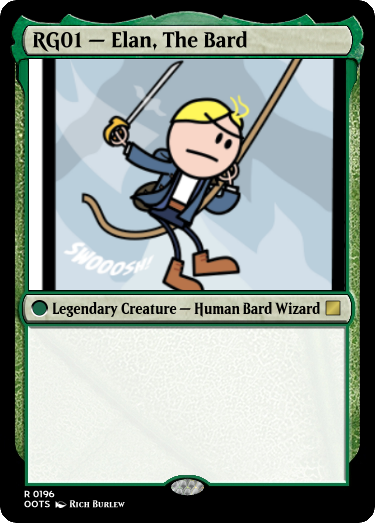 RG01 — Elan, The Bard
SWOOOSH!
Legendary Creature — Human Bard Wizard
R 0196
OOTS Rich Burlew